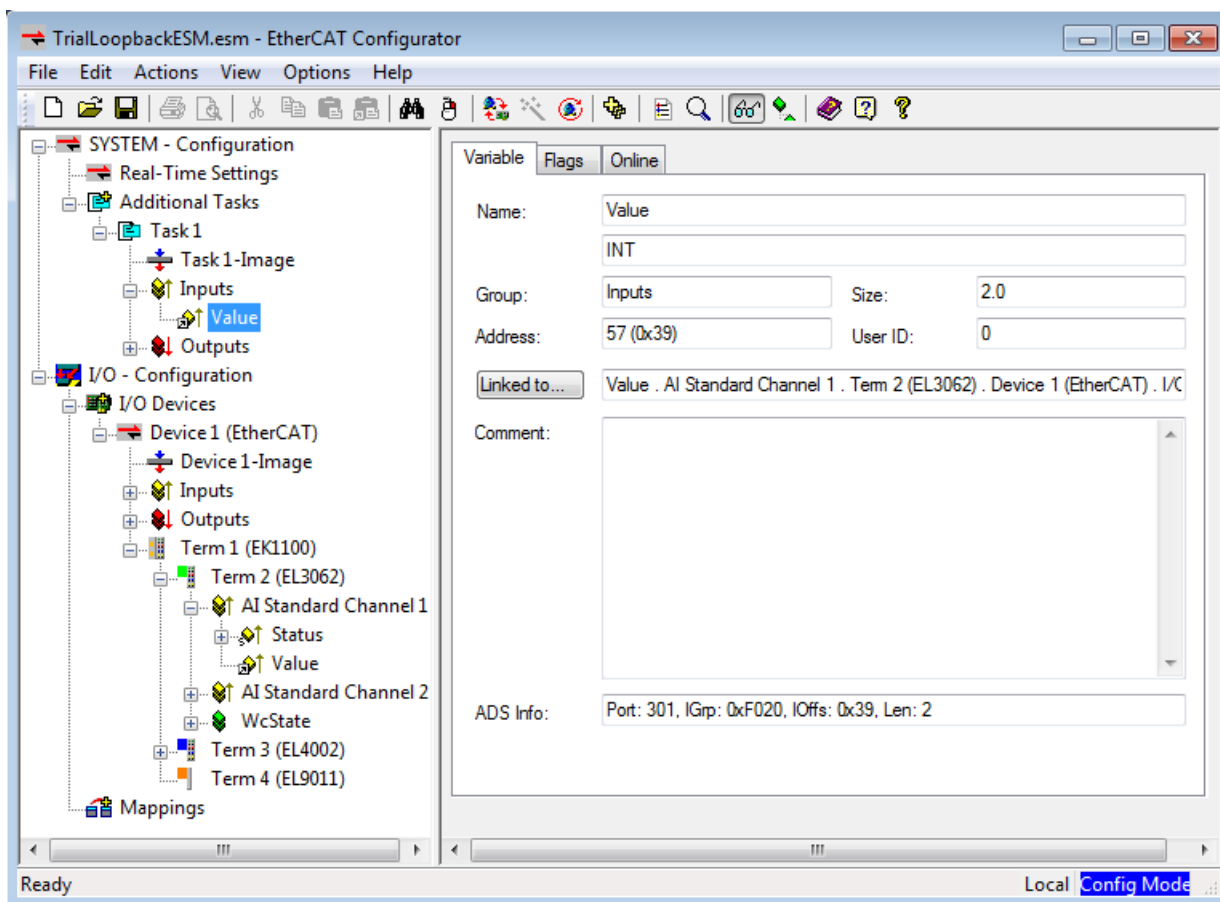 TrialLoopbackESM.esm - EtherCAT Configurator
File Edit Actions View Options Help
SYSTEM - Configuration
Real-Time Settings
Additional Tasks
Task 1
Task 1-Image
Inputs
Value
Outputs
I/O - Configuration
I/O Devices
Device 1 (EtherCAT)
Device 1-Image
Inputs
Outputs
Term 1 (EK1100)
Term 2 (EL3062)
AI Standard Channel 1
Status
Value
AI Standard Channel 2
WcState
Term 3 (EL4002)
Term 4 (EL9011)
Mappings
Variable Flags Online
Name: Value
INT
Group: Inputs Size: 2.0
Address: 57 (0x39) User ID: 0
Linked to... Value . AI Standard Channel 1 . Term 2 (EL3062) . Device 1 (EtherCAT) . I/C
Comment:
ADS Info: Port: 301, IGrp: 0xF020, IOffs: 0x39, Len: 2
Ready Local Config Mode